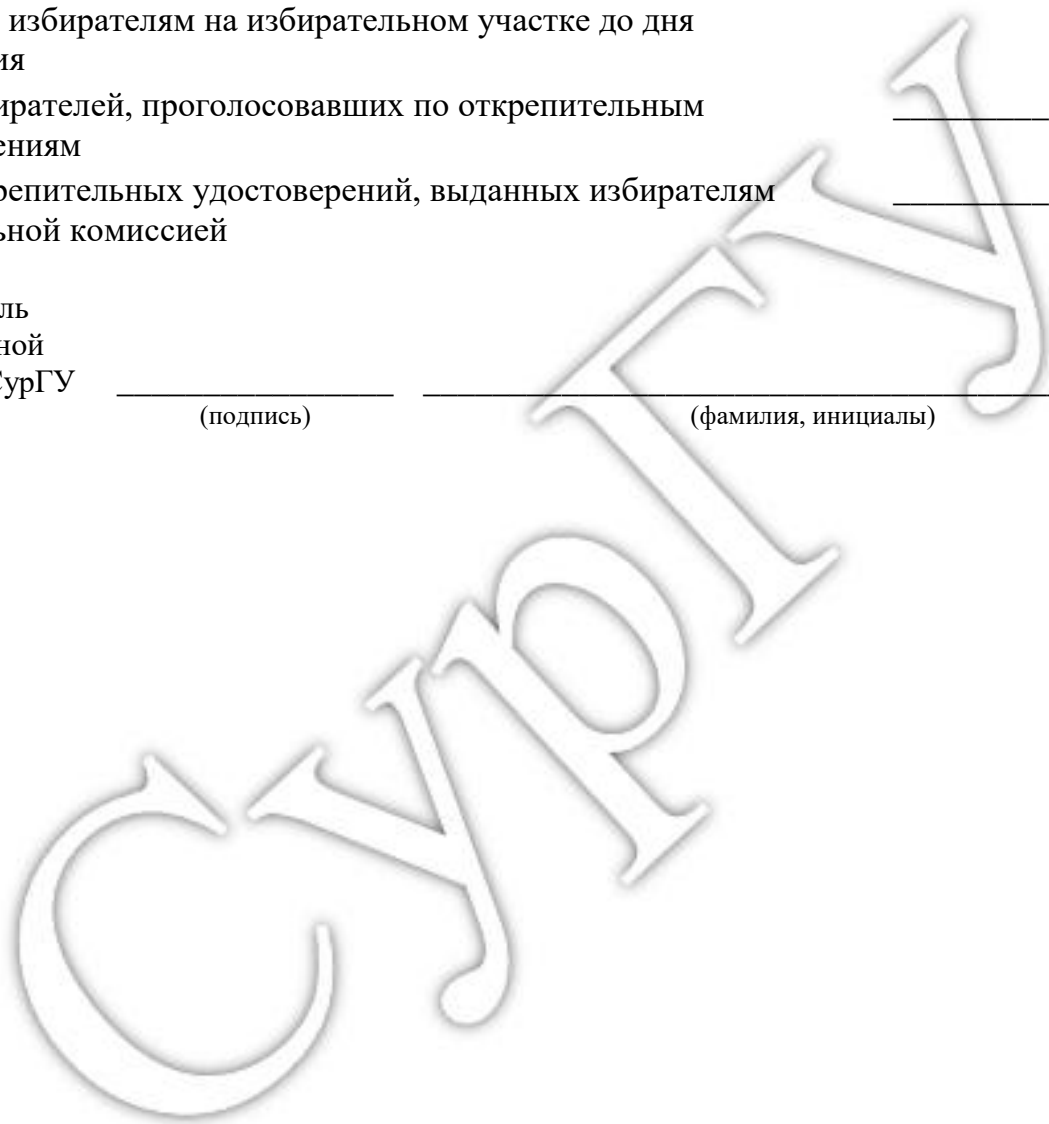 избирателям на избирательном участке до дня
ия
ирателей, проголосовавших по открепительным
ениям
репительных удостоверений, выданных избирателям
ьной комиссией
ль
ной
СурГУ
(подпись) (фамилия, инициалы)
СурГУ